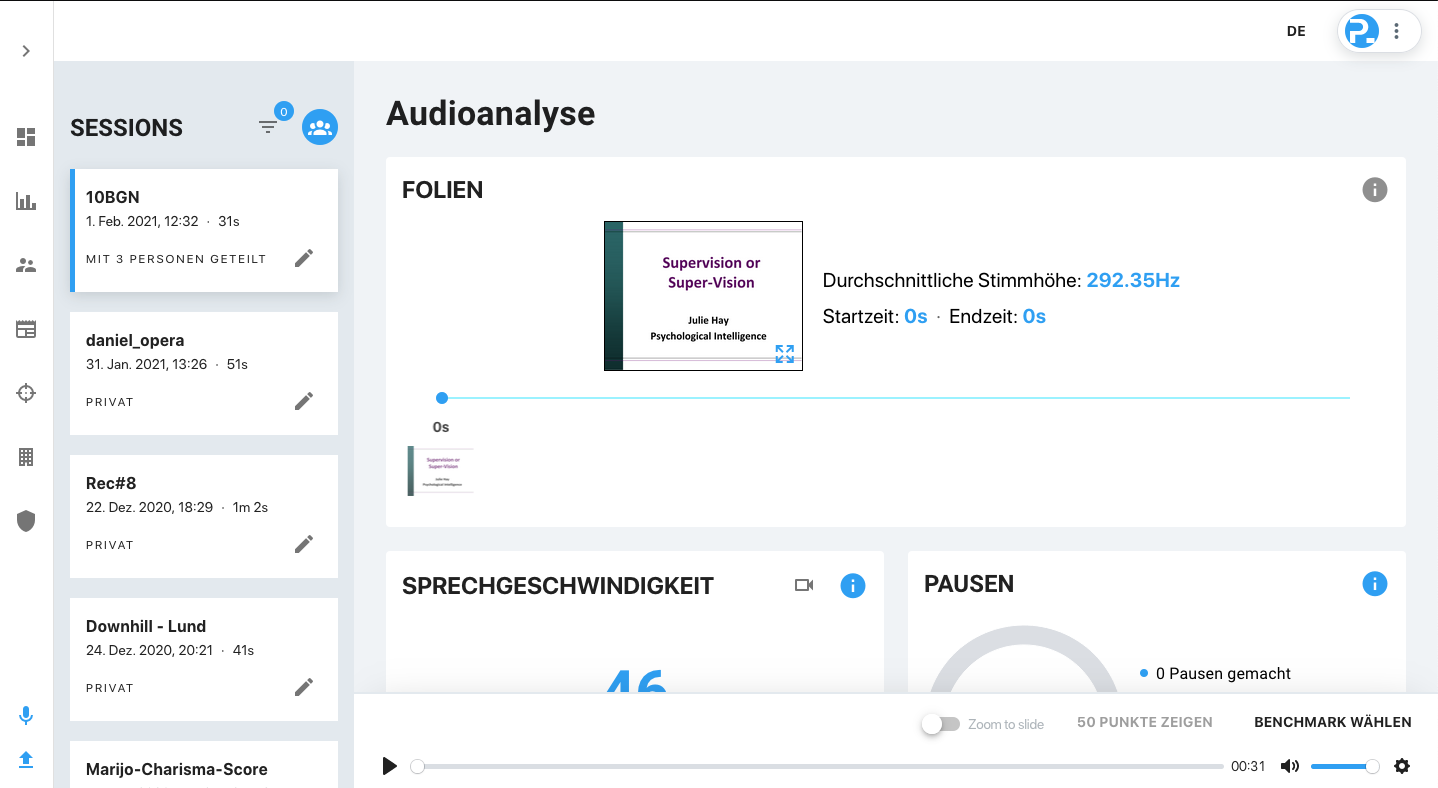 DE
SESSIONS
0
10BGN
1. Feb. 2021, 12:32 · 31s
MIT 3 PERSONEN GETEILT
daniel_opera
31. Jan. 2021, 13:26 · 51s
PRIVAT
Rec#8
22. Dez. 2020, 18:29 · 1m 2s
PRIVAT
Downhill - Lund
24. Dez. 2020, 20:21 · 41s
PRIVAT
Marijo-Charisma-Score
Audioanalyse
FOLIEN
Supervision or
Super-Vision
Julie Hay
Psychological Intelligence
Durchschnittliche Stimmhöhe: 292.35Hz
Startzeit: 0s · Endzeit: 0s
0s
Supervision or
Super-Vision
Julie Hay
Psychological Intelligence
SPRECHGESCHWINDIGKEIT
46
PAUSEN
0 Pausen gemacht
Zoom to slide
50 PUNKTE ZEIGEN
BENCHMARK WÄHLEN
00:31